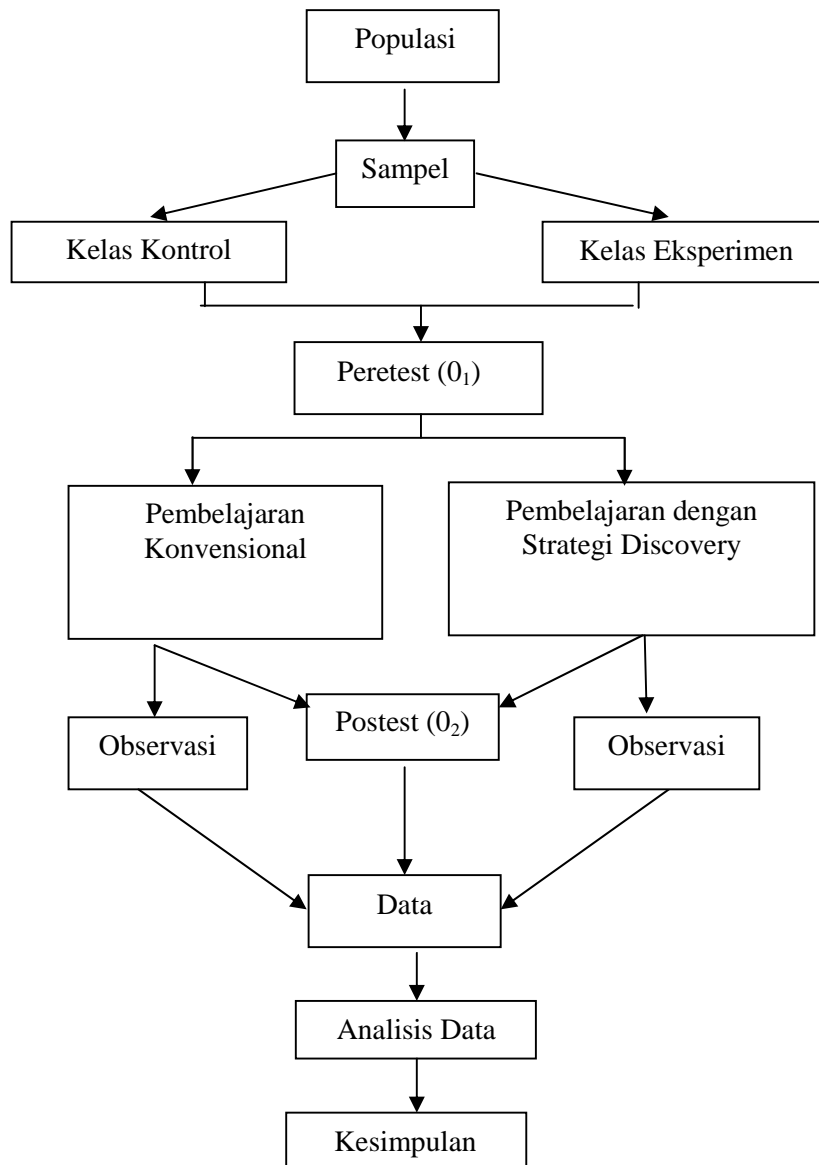 Populasi
Sampel
Kelas Kontrol
Kelas Eksperimen
Peretest (0₁)
Pembelajaran
Konvensional
Pembelajaran dengan
Strategi Discovery
Observasi
Postest (0₂)
Observasi
Data
Analisis Data
Kesimpulan